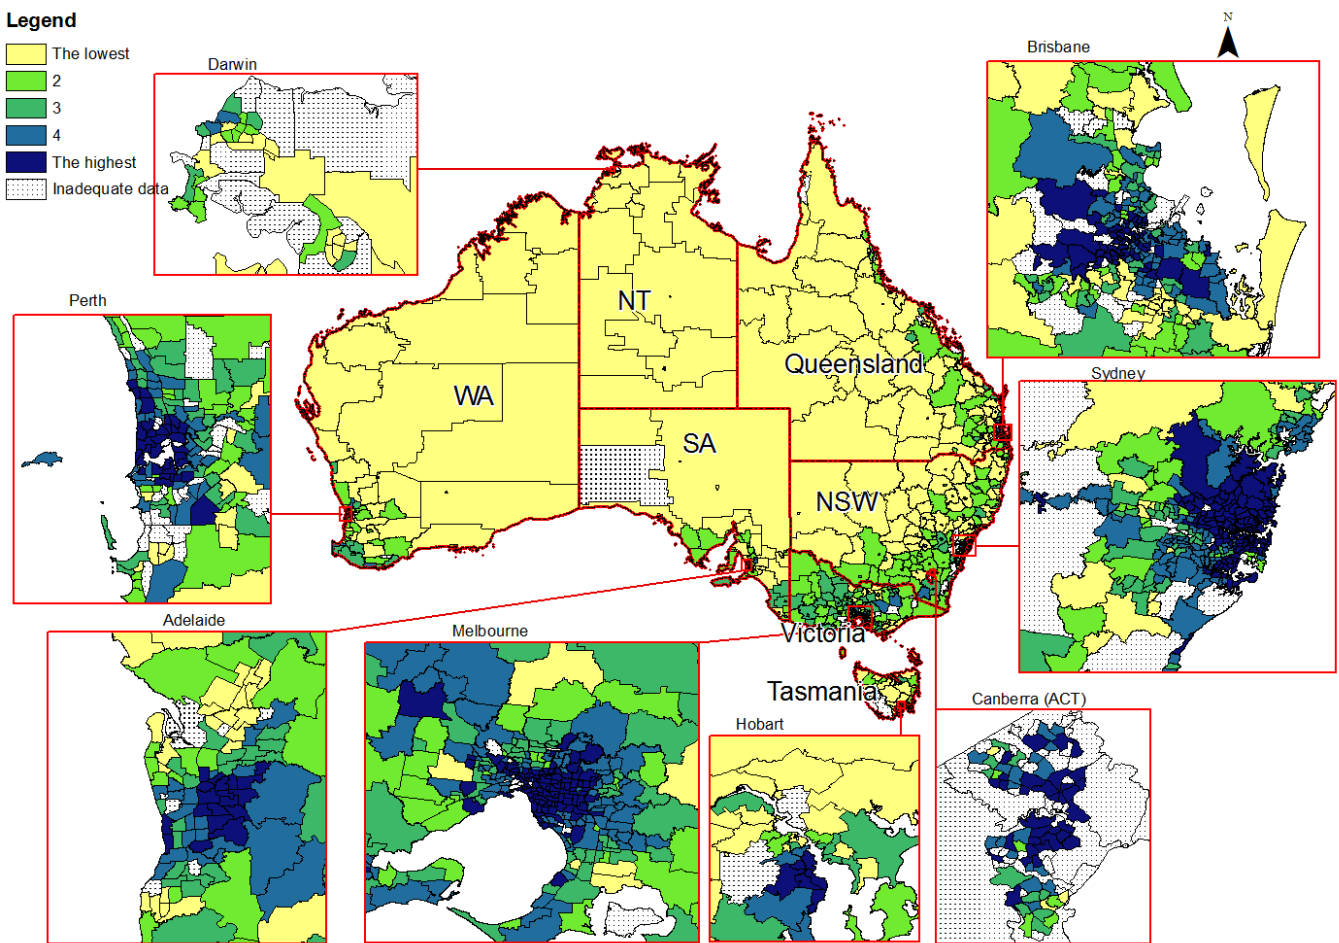 Legend
The lowest
2
3
4
The highest
Inadequate data
Darwin
Brisbane
N
Perth
NT
Queensland
WA
SA
NSW
Sydney
Adelaide
Melbourne
Victoria
Tasmania
Hobart
Canberra (ACT)